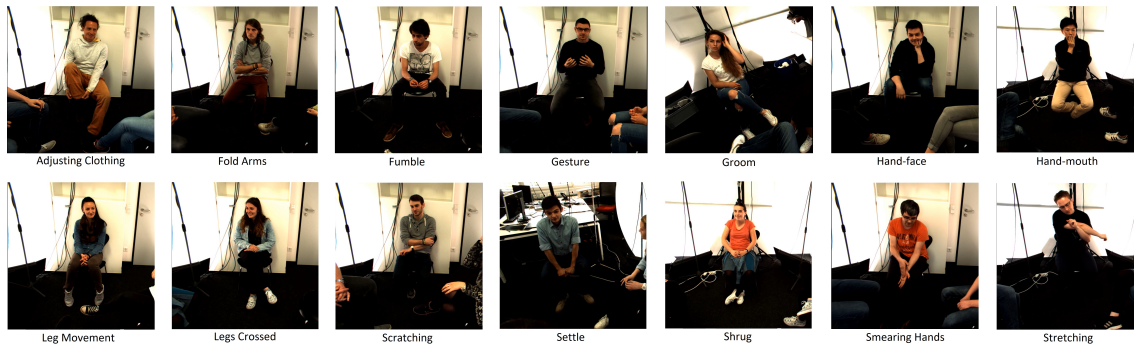 Adjusting Clothing
Fold Arms
Fumble
Gesture
Groom
Hand-face
Hand-mouth
Leg Movement
Legs Crossed
Scratching
Settle
Shrug
Smearing Hands
Stretching